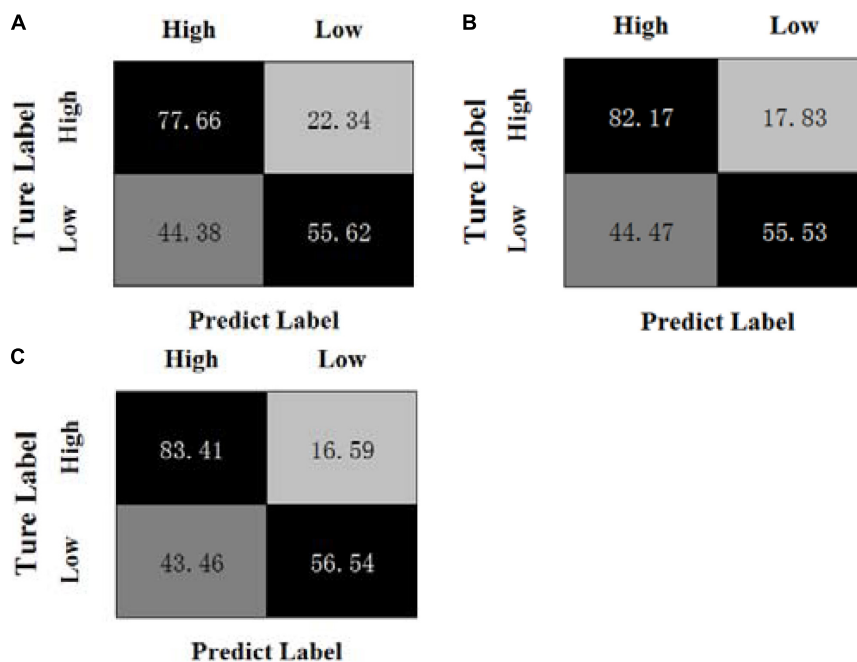 A
High Low
Ture Label
High
77.66 22.34
Low
44.38 55.62
Predict Label
B
High Low
Ture Label
High
82.17 17.83
Low
44.47 55.53
Predict Label
C
High Low
Ture Label
High
83.41 16.59
Low
43.46 56.54
Predict Label